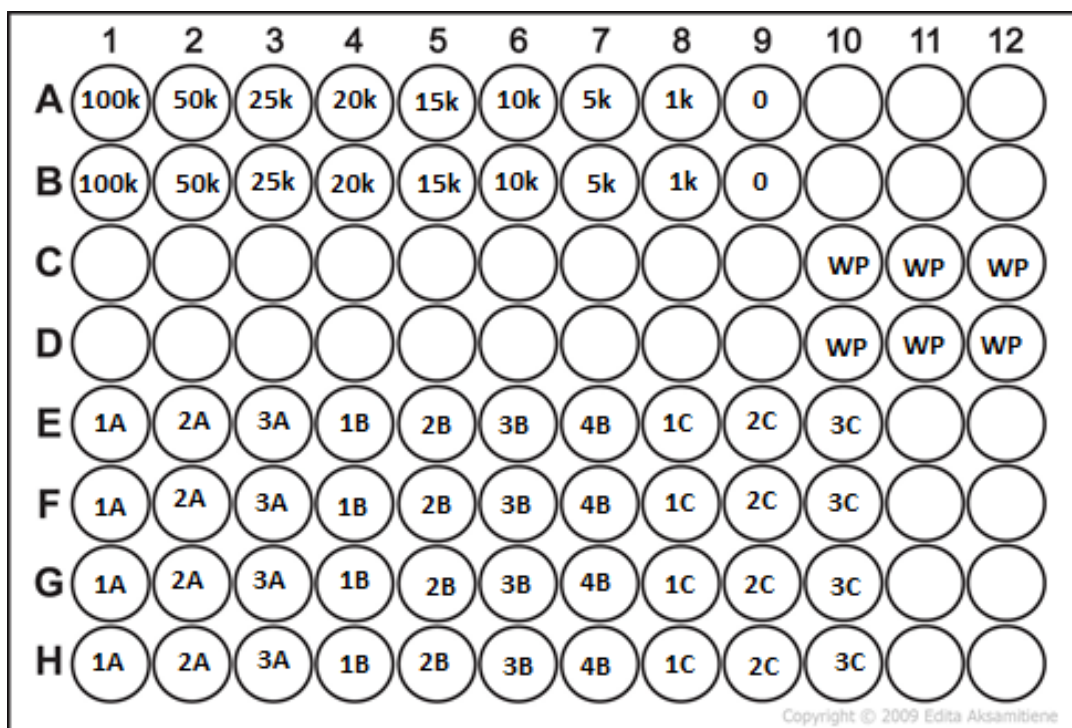 1 2 3 4 5 6 7 8 9 10 11 12
A 100k 50k 25k 20k 15k 10k 5k 1k 0
B 100k 50k 25k 20k 15k 10k 5k 1k 0
C WP WP WP
D WP WP WP
E 1A 2A 3A 1B 2B 3B 4B 1C 2C 3C
F 1A 2A 3A 1B 2B 3B 4B 1C 2C 3C
G 1A 2A 3A 1B 2B 3B 4B 1C 2C 3C
H 1A 2A 3A 1B 2B 3B 4B 1C 2C 3C
Copyright © 2009 Edita Aksamitiene